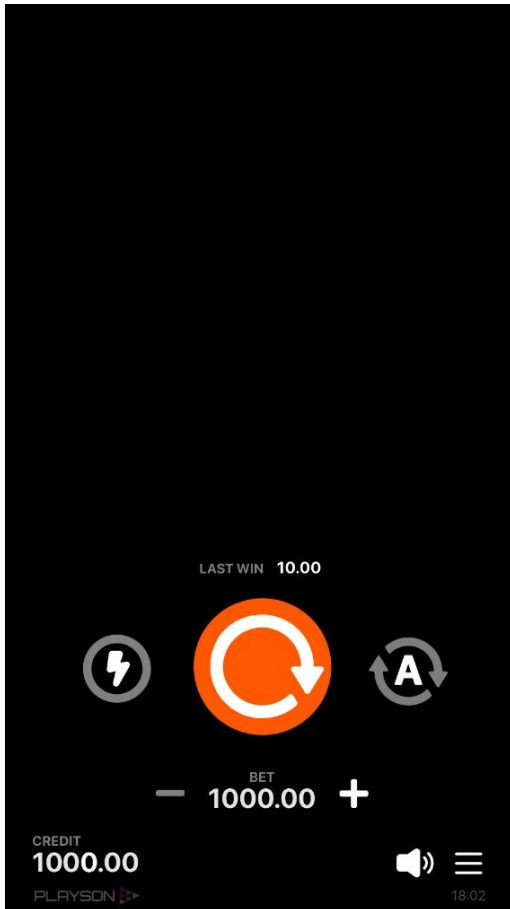 LAST WIN 10.00
A
BET
1000.00
CREDIT
1000.00
PLAYSON 18:02